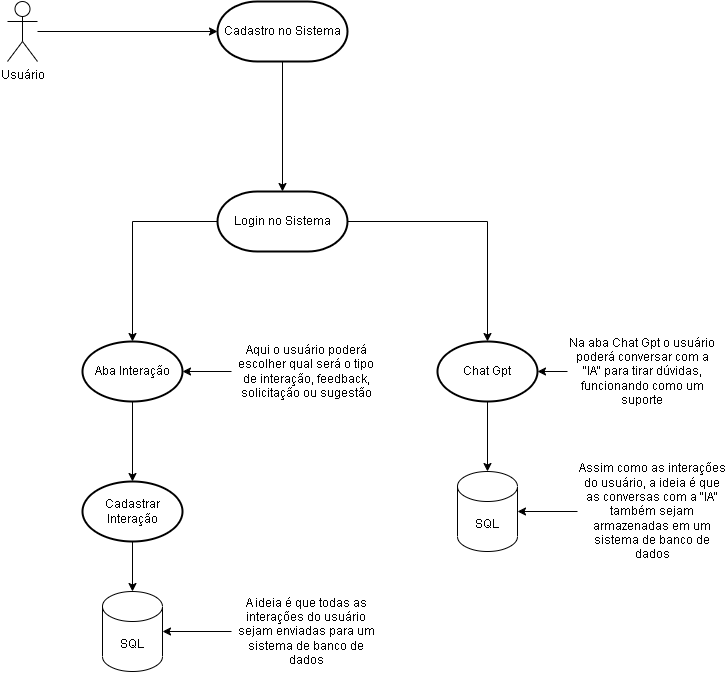 Usuário
Cadastro no Sistema
Login no Sistema
Aba Interação
Aqui o usuário poderá
escolher qual será o tipo
de interação, feedback,
solicitação ou sugestão
Chat Gpt
Na aba Chat Gpt o usuário
poderá conversar com a
"IA" para tirar dúvidas,
funcionando como um
suporte
Cadastrar
Interação
SQL
Assim como as interações
do usuário, a ideia é que
as conversas com a "IA"
também sejam
armazenadas em um
sistema de banco de
dados
SQL
A ideia é que todas as
interações do usuário
sejam enviadas para um
sistema de banco de
dados